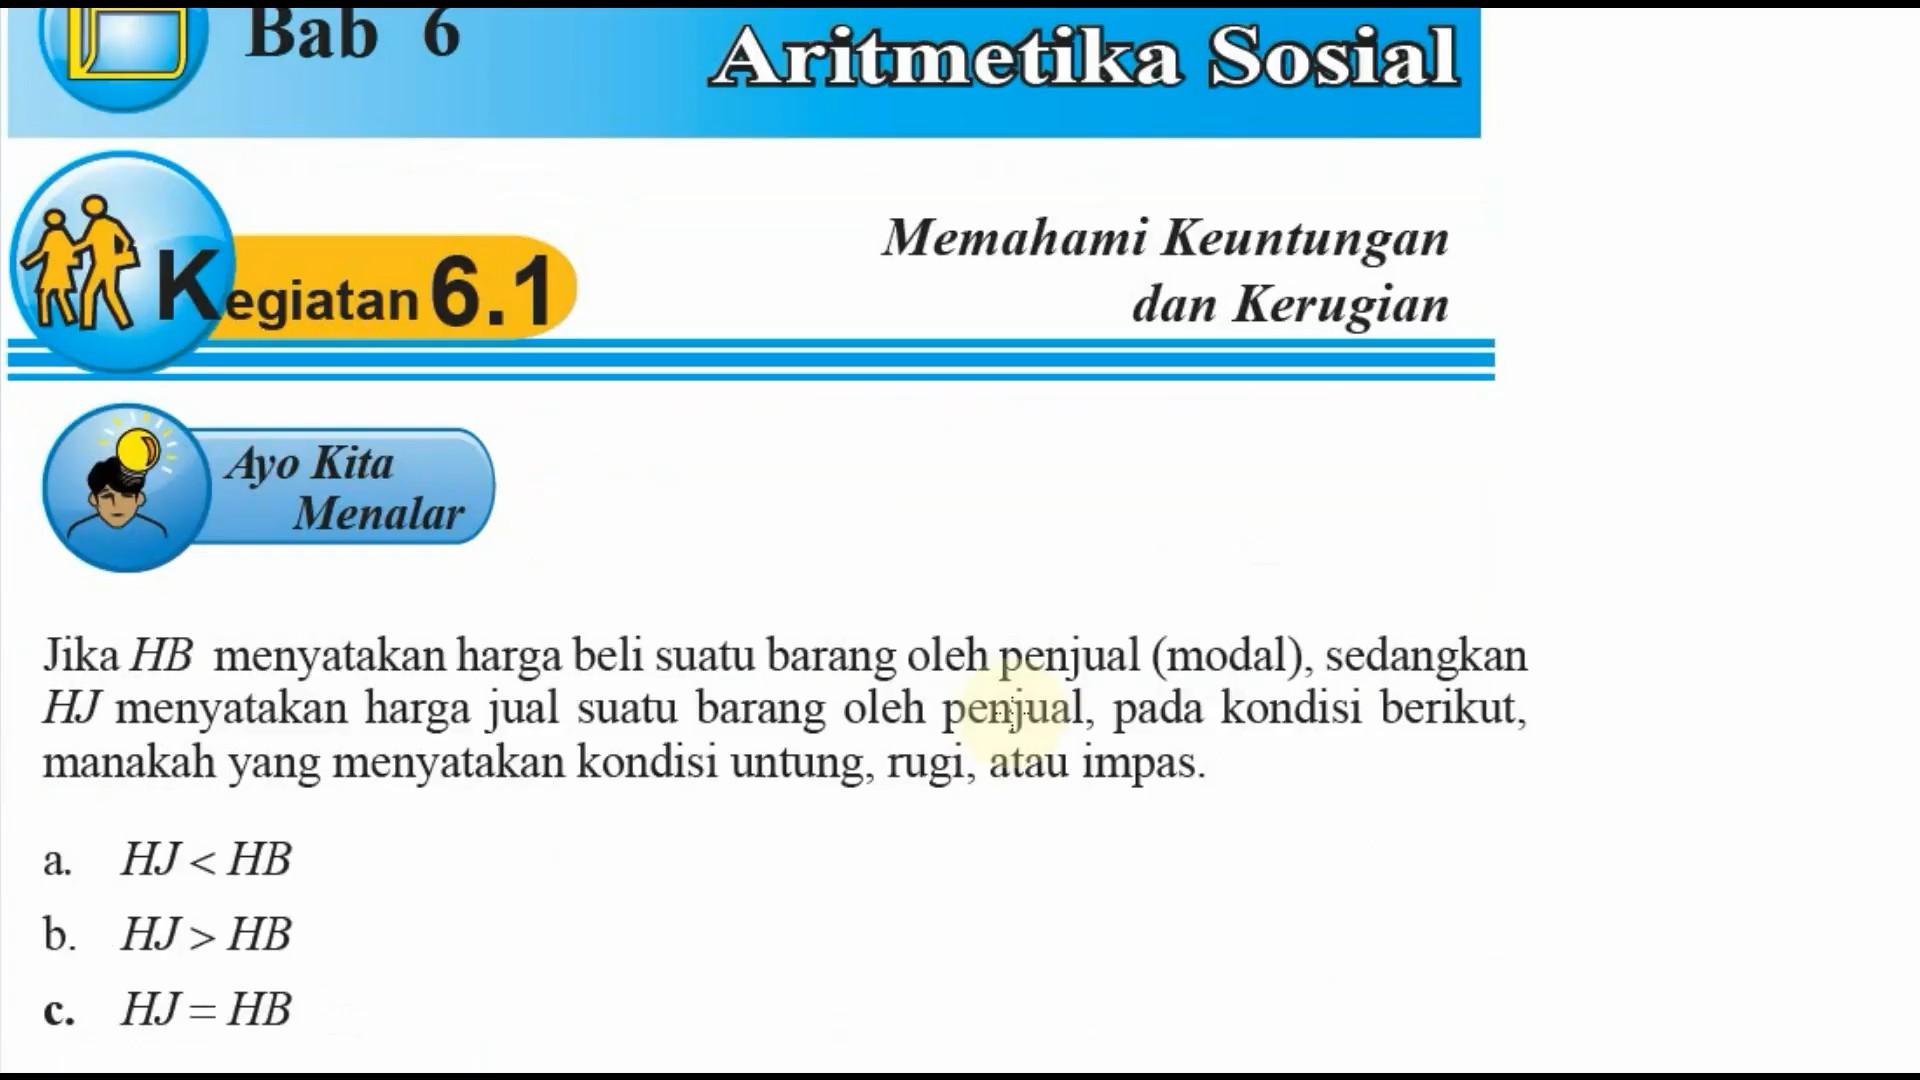 Bab 6
Aritmetika Sosial
Memahami Keuntungan
dan Kerugian
Kegiatan 6.1
Ayo Kita
Menalar
Jika HB menyatakan harga beli suatu barang oleh penjual (modal), sedangkan
HJ menyatakan harga jual suatu barang oleh penjual, pada kondisi berikut,
manakah yang menyatakan kondisi untung, rugi, atau impas.
a. HJ < HB
b. HJ > HB
c. HJ = HB